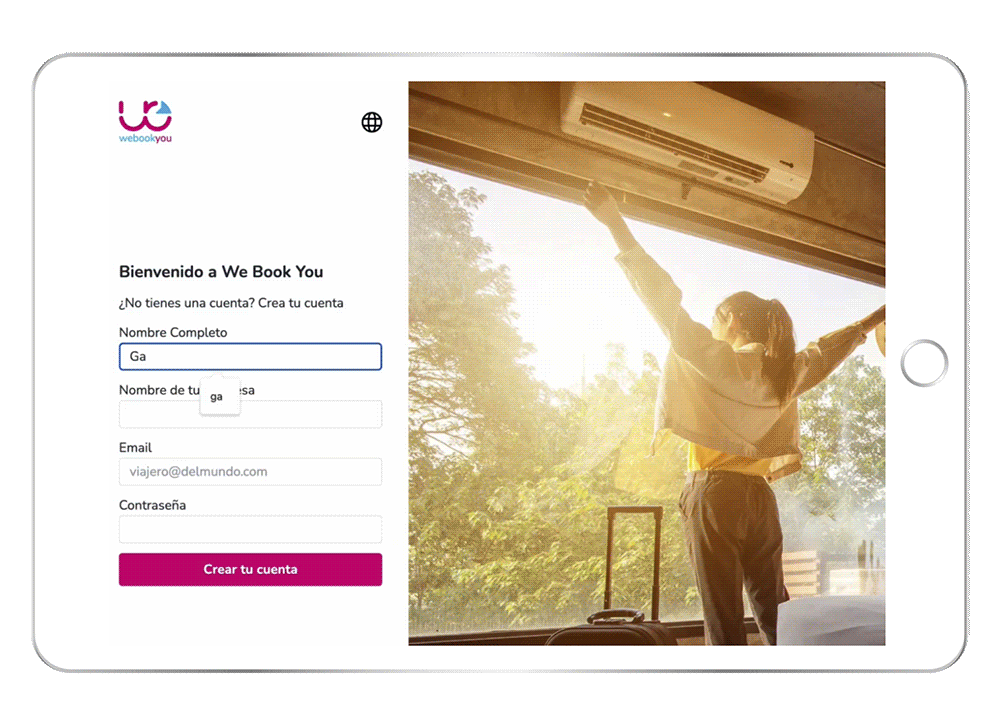 webookyou
Bienvenido a We Book You
¿No tienes una cuenta? Crea tu cuenta
Nombre Completo
Ga
Nombre de tu esa
ga
Email
viajero@delmundo.com
Contraseña
Crear tu cuenta